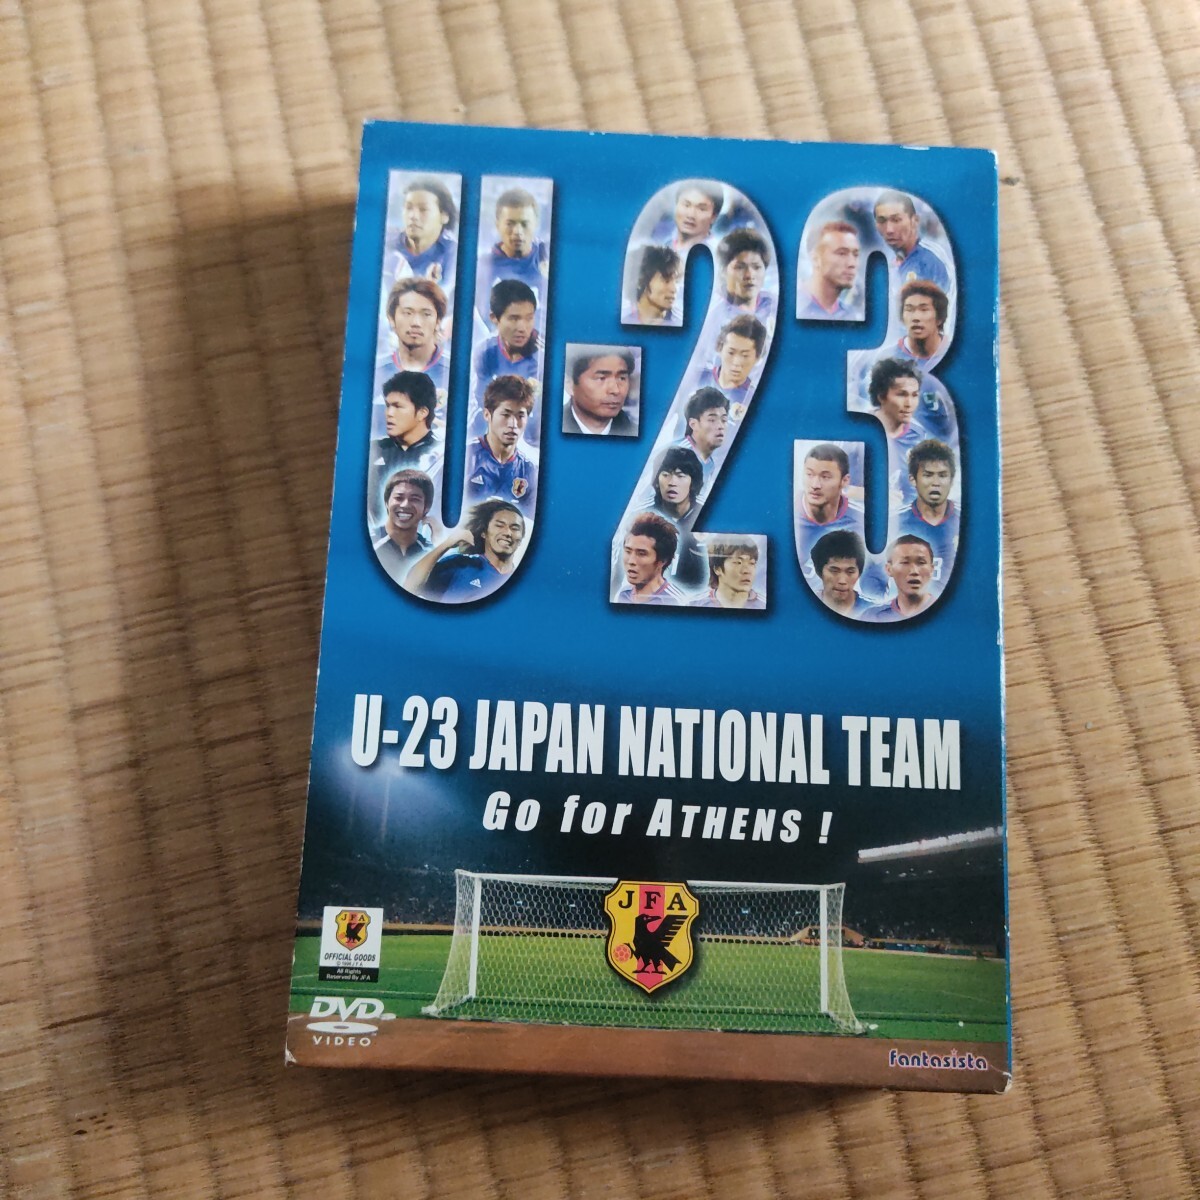 U-23
U-23 JAPAN NATIONAL TEAM
Go for ATHENS !
JFA
JFA
OFFICIAL GOODS
All Rights
Reserved By JFA
DVD
VIDEO
fantasista